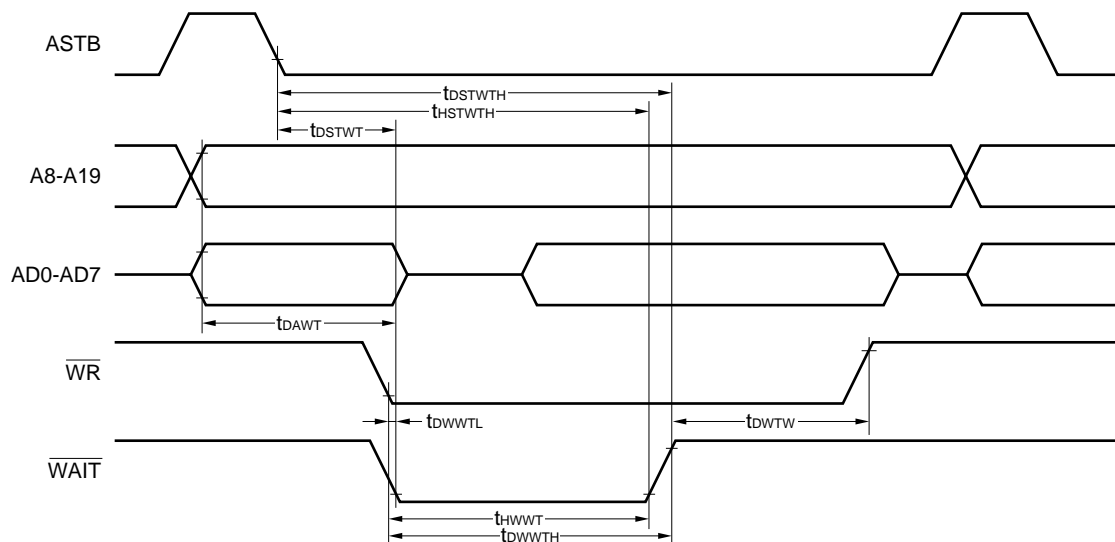 ASTB
tDSTWTH
tHSTWTH
tDSTWT
A8-A19
AD0-AD7
tDAWT
WR
tDWWTL
tDWTW
WAIT
tHWWT
tDWWTH